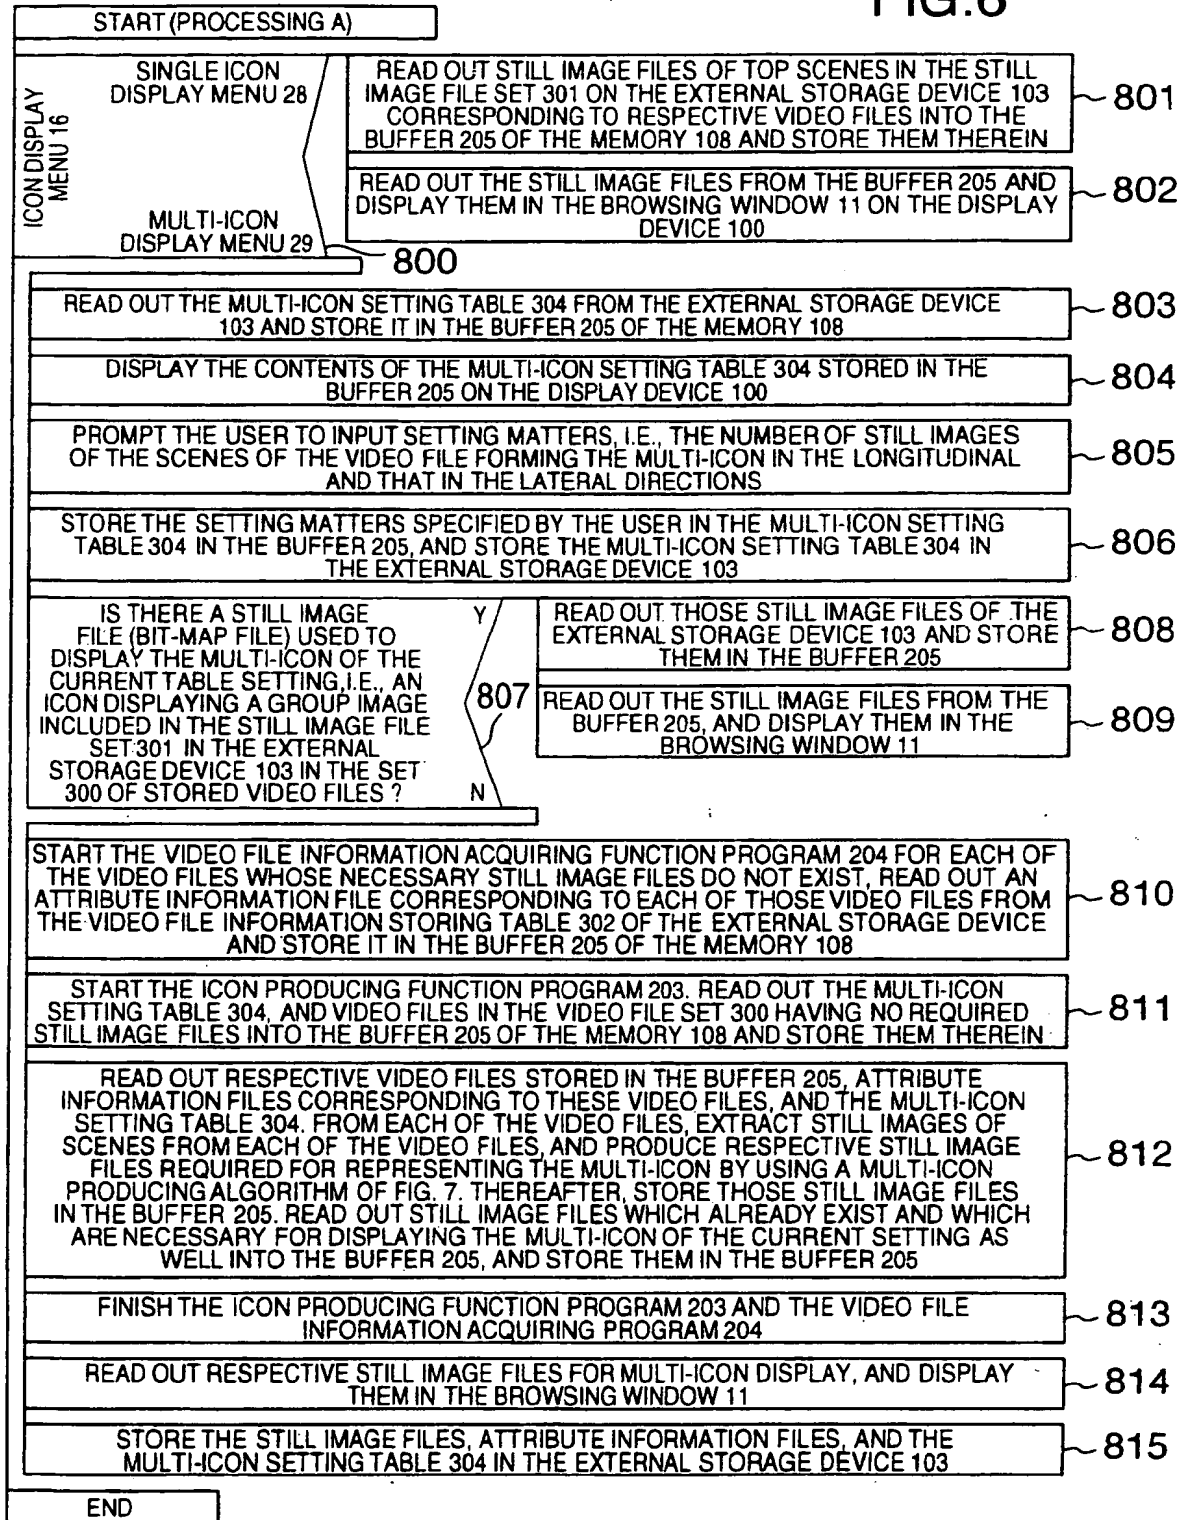 FIG.6
START (PROCESSING A)
ICON DISPLAY
MENU 16
SINGLE ICON
DISPLAY MENU 28
MULTI-ICON
DISPLAY MENU 29
800
READ OUT STILL IMAGE FILES OF TOP SCENES IN THE STILL
IMAGE FILE SET 301 ON THE EXTERNAL STORAGE DEVICE 103
CORRESPONDING TO RESPECTIVE VIDEO FILES INTO THE
BUFFER 205 OF THE MEMORY 108 AND STORE THEM THEREIN
801
READ OUT THE STILL IMAGE FILES FROM THE BUFFER 205 AND
DISPLAY THEM IN THE BROWSING WINDOW 11 ON THE DISPLAY
DEVICE 100
802
READ OUT THE MULTI-ICON SETTING TABLE 304 FROM THE EXTERNAL STORAGE DEVICE
103 AND STORE IT IN THE BUFFER 205 OF THE MEMORY 108
803
DISPLAY THE CONTENTS OF THE MULTI-ICON SETTING TABLE 304 STORED IN THE
BUFFER 205 ON THE DISPLAY DEVICE 100
804
PROMPT THE USER TO INPUT SETTING MATTERS, I.E., THE NUMBER OF STILL IMAGES
OF THE SCENES OF THE VIDEO FILE FORMING THE MULTI-ICON IN THE LONGITUDINAL
AND THAT IN THE LATERAL DIRECTIONS
805
STORE THE SETTING MATTERS SPECIFIED BY THE USER IN THE MULTI-ICON SETTING
TABLE 304 IN THE BUFFER 205, AND STORE THE MULTI-ICON SETTING TABLE 304 IN
THE EXTERNAL STORAGE DEVICE 103
806
IS THERE A STILL IMAGE
FILE (BIT-MAP FILE) USED TO
DISPLAY THE MULTI-ICON OF THE
CURRENT TABLE SETTING, I.E., AN
ICON DISPLAYING A GROUP IMAGE
INCLUDED IN THE STILL IMAGE FILE
SET 301 IN THE EXTERNAL
STORAGE DEVICE 103 IN THE SET
300 OF STORED VIDEO FILES ?
Y
N
807
READ OUT THOSE STILL IMAGE FILES OF THE
EXTERNAL STORAGE DEVICE 103 AND STORE
THEM IN THE BUFFER 205
808
READ OUT THE STILL IMAGE FILES FROM THE
BUFFER 205, AND DISPLAY THEM IN THE
BROWSING WINDOW 11
809
START THE VIDEO FILE INFORMATION ACQUIRING FUNCTION PROGRAM 204 FOR EACH OF
THE VIDEO FILES WHOSE NECESSARY STILL IMAGE FILES DO NOT EXIST, READ OUT AN
ATTRIBUTE INFORMATION FILE CORRESPONDING TO EACH OF THOSE VIDEO FILES FROM
THE VIDEO FILE INFORMATION STORING TABLE 302 OF THE EXTERNAL STORAGE DEVICE
AND STORE IT IN THE BUFFER 205 OF THE MEMORY 108
810
START THE ICON PRODUCING FUNCTION PROGRAM 203. READ OUT THE MULTI-ICON
SETTING TABLE 304, AND VIDEO FILES IN THE VIDEO FILE SET 300 HAVING NO REQUIRED
STILL IMAGE FILES INTO THE BUFFER 205 OF THE MEMORY 108 AND STORE THEM THEREIN
811
READ OUT RESPECTIVE VIDEO FILES STORED IN THE BUFFER 205, ATTRIBUTE
INFORMATION FILES CORRESPONDING TO THESE VIDEO FILES, AND THE MULTI-ICON
SETTING TABLE 304. FROM EACH OF THE VIDEO FILES, EXTRACT STILL IMAGES OF
SCENES FROM EACH OF THE VIDEO FILES, AND PRODUCE RESPECTIVE STILL IMAGE
FILES REQUIRED FOR REPRESENTING THE MULTI-ICON BY USING A MULTI-ICON
PRODUCING ALGORITHM OF FIG. 7. THEREAFTER, STORE THOSE STILL IMAGE FILES
IN THE BUFFER 205. READ OUT STILL IMAGE FILES WHICH ALREADY EXIST AND WHICH
ARE NECESSARY FOR DISPLAYING THE MULTI-ICON OF THE CURRENT SETTING AS
WELL INTO THE BUFFER 205, AND STORE THEM IN THE BUFFER 205
812
FINISH THE ICON PRODUCING FUNCTION PROGRAM 203 AND THE VIDEO FILE
INFORMATION ACQUIRING PROGRAM 204
813
READ OUT RESPECTIVE STILL IMAGE FILES FOR MULTI-ICON DISPLAY, AND DISPLAY
THEM IN THE BROWSING WINDOW 11
814
STORE THE STILL IMAGE FILES, ATTRIBUTE INFORMATION FILES, AND THE
MULTI-ICON SETTING TABLE 304 IN THE EXTERNAL STORAGE DEVICE 103
815
END